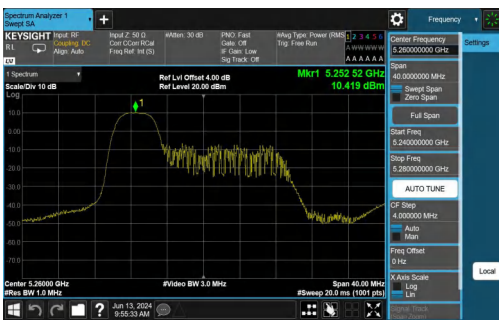 Spectrum Analyzer 1
Swept SA
Frequency
KEYSIGHT
RL
Input: RF
Coupling: DC
Align: Auto
Input Z: 50 Ω
Corr CCorr RCal
Freq Ref: Int (S)
#Atten: 30 dB
PNO: Fast
Gate: Off
IF Gain: Low
Sig Track: Off
#Avg Type: Power (RMS)
Trig: Free Run
1 2 3 4 5 6
A W W W W W
A A A A A A
LV
1 Spectrum
Scale/Div 10 dB
Log
Ref Lvl Offset 4.00 dB
Ref Level 20.00 dBm
Mkr1 5.252 52 GHz
10.419 dBm
1
10.0
0.00
-10.0
-20.0
-30.0
-40.0
-50.0
-60.0
-70.0
Center 5.26000 GHz
#Res BW 1.0 MHz
#Video BW 3.0 MHz
Span 40.00 MHz
#Sweep 20.0 ms (1001 pts)
Center Frequency
5.260000000 GHz
Span
40.0000000 MHz
Swept Span
Zero Span
Full Span
Start Freq
5.240000000 GHz
Stop Freq
5.280000000 GHz
AUTO TUNE
CF Step
4.000000 MHz
Auto
Man
Freq Offset
0 Hz
X Axis Scale
Log
Lin
Signal Track
Settings
Local
?
Jun 13, 2024
9:55:33 AM